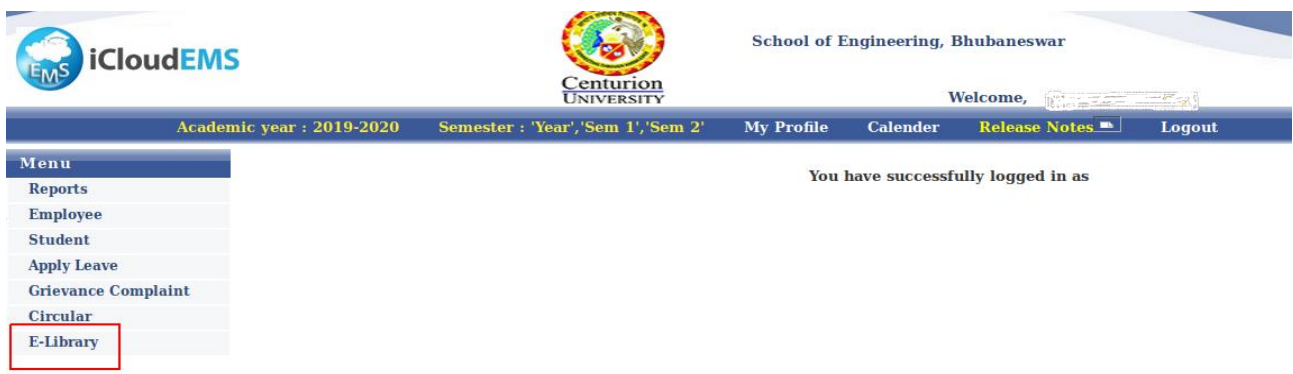 EMS iCloudEMS
Centurion
UNIVERSITY
School of Engineering, Bhubaneswar
Welcome,
Academic year : 2019-2020 Semester : 'Year','Sem 1','Sem 2' My Profile Calender Release Notes Logout
Menu
You have successfully logged in as
Reports
Employee
Student
Apply Leave
Grievance Complaint
Circular
E-Library